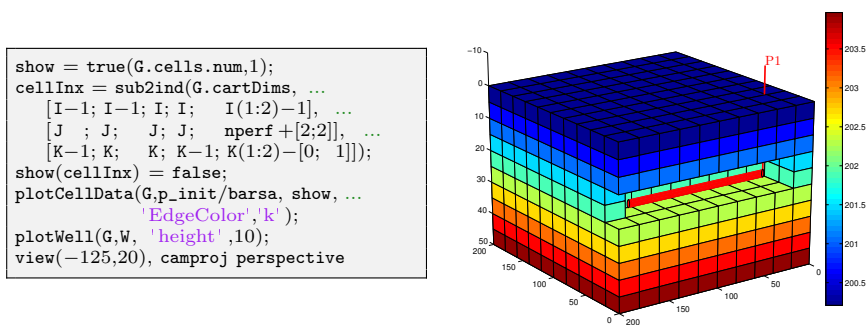 show = true(G.cells.num,1);
cellInx = sub2ind(G.cartDims, ...
[I−1; I−1; I; I; I(1:2)−1], ...
[J ; J; J; J; nperf+[2;2]], ...
[K−1; K; K; K−1; K(1:2)−[0; 1]]);
show(cellInx) = false;
plotCellData(G,p_init/barsa, show, ...
'EdgeColor','k');
plotWell(G,W, 'height',10);
view(−125,20), camproj perspective
P1
−10
0
10
20
30
40
50
200
150
100
50
0
200
150
100
50
0
203.5
203
202.5
202
201.5
201
200.5